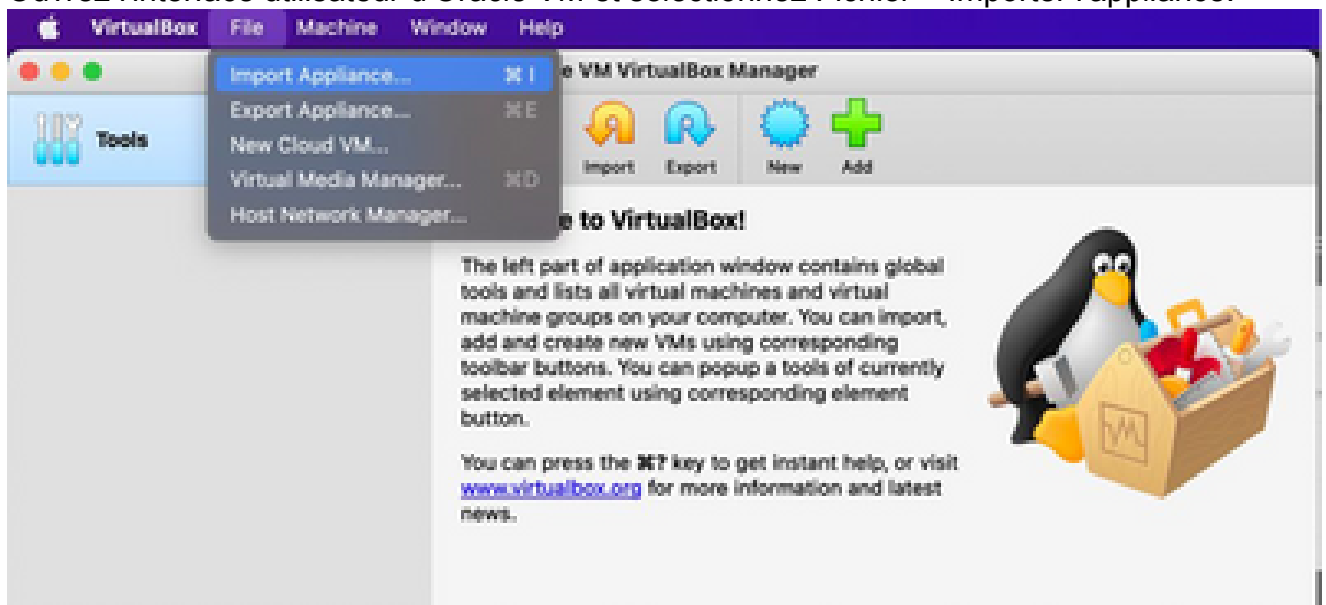 VirtualBox File Machine Window Help
Import Appliance... ⌘ I
Export Appliance... ⌘E
New Cloud VM...
Virtual Media Manager... ⌘D
Host Network Manager...
VM VirtualBox Manager
Tools
Import Export New Add
to VirtualBox!
The left part of application window contains global
tools and lists all virtual machines and virtual
machine groups on your computer. You can import,
add and create new VMs using corresponding
toolbar buttons. You can popup a tools of currently
selected element using corresponding element
button.
You can press the ⌘? key to get instant help, or visit
www.virtualbox.org for more information and latest
news.